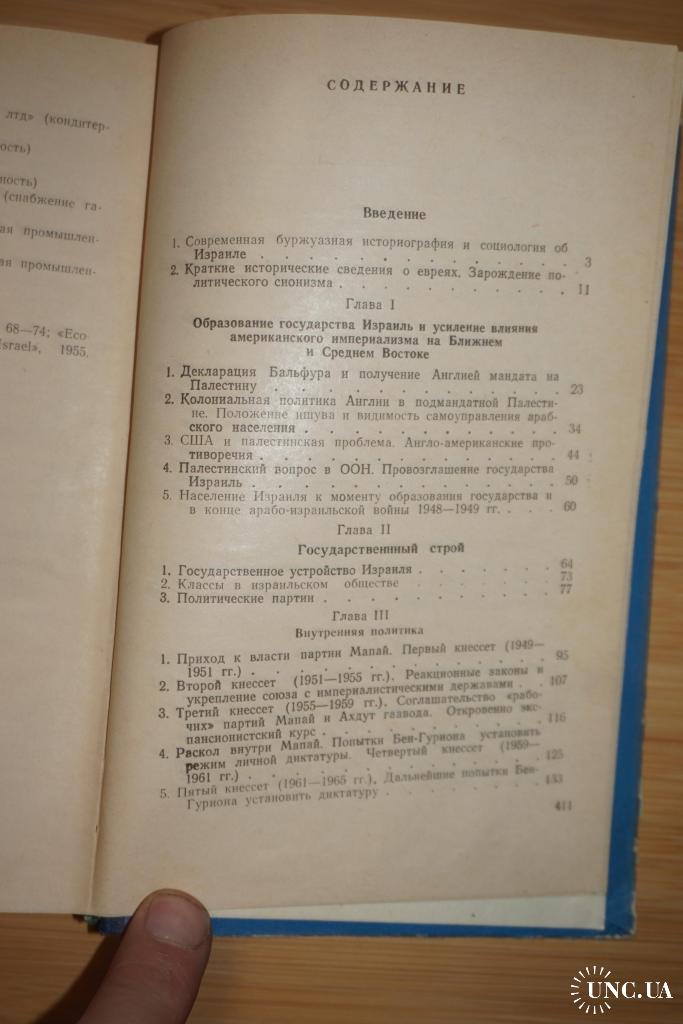 лтд» (кондитер-
ость)
ность)
(снабжение га-
ая промышлен-
ая промышлен-
68—74; «Eco-
Israel», 1955.
СОДЕРЖАНИЕ
Введение
1. Современная буржуазная историография и социология об
Израиле . . . . . . . . . . . . 3
2. Краткие исторические сведения о евреях. Зарождение по-
литического сионизма . . . . . . . . . 11
Глава I
Образование государства Израиль и усиление влияния
американского империализма на Ближнем
и Среднем Востоке
1. Декларация Бальфура и получение Англией мандата на
Палестину . . . . . . . . . . . 23
2. Колониальная политика Англии в подмандатной Палести-
не. Положение ишува и видимость самоуправления араб-
ского населения . . . . . . . . . . 34
3. США и палестинская проблема. Англо-американские про-
тиворечия . . . . . . . . . . . 44
4. Палестинский вопрос в ООН. Провозглашение государства
Израиль . . . . . . . . . . . . 50
5. Население Израиля к моменту образования государства и
в конце арабо-израильской войны 1948—1949 гг. . . . 60
Глава II
Государственнный строй
1. Государственное устройство Израиля . . . . . . 64
2. Классы в израильском обществе . . . . . . 73
3. Политические партии . . . . . . . . . 77
Глава III
Внутренняя политика
1. Приход к власти партии Мапай. Первый кнессет (1949—
1951 гг.) . . . . . . . . . . . . 95
2. Второй кнессет (1951—1955 гг.). Реакционные законы и
укрепление союза с империалистическими державами . . 107
3. Третий кнессет (1955—1959 гг.). Соглашательство «рабо-
чих» партий Мапай и Ахдут гаавода. Откровенно экс-
пансионистский курс . . . . . . . . . 116
4. Раскол внутри Мапай. Попытки Бен-Гуриона установить
режим личной диктатуры. Четвертый кнессет (1959—
1961 гг.) . . . . . . . . . . . . 125
5. Пятый кнессет (1961—1965 гг.). Дальнейшие попытки Бен-
Гуриона установить диктатуру . . . . . . . 133
411
UNC.UA